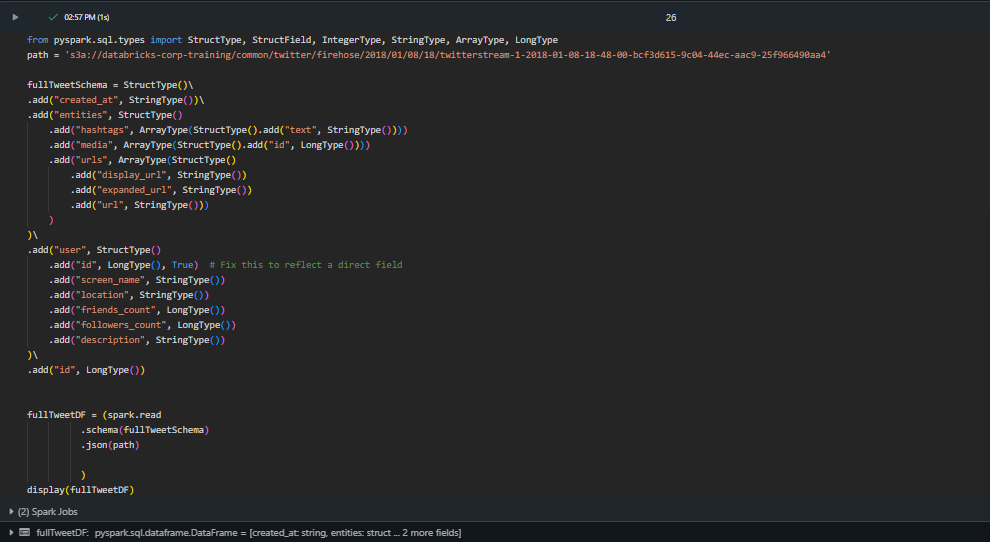 02:57 PM (1s)
26
from pyspark.sql.types import StructType, StructField, IntegerType, StringType, ArrayType, LongType
path = 's3a://databricks-corp-training/common/twitter/firehose/2018/01/08/18/twitterstream-1-2018-01-08-18-48-00-bcf3d615-9c04-44ec-aac9-25f966490aa4'
fullTweetSchema = StructType()\
.add("created_at", StringType())\
.add("entities", StructType()
.add("hashtags", ArrayType(StructType().add("text", StringType())))
.add("media", ArrayType(StructType().add("id", LongType())))
.add("urls", ArrayType(StructType()
.add("display_url", StringType())
.add("expanded_url", StringType())
.add("url", StringType()))
)
)\
.add("user", StructType()
.add("id", LongType(), True)  # Fix this to reflect a direct field
.add("screen_name", StringType())
.add("location", StringType())
.add("friends_count", LongType())
.add("followers_count", LongType())
.add("description", StringType())
)\
.add("id", LongType())
fullTweetDF = (spark.read
.schema(fullTweetSchema)
.json(path)
)
display(fullTweetDF)
(2) Spark Jobs
fullTweetDF: pyspark.sql.dataframe.DataFrame = [created_at: string, entities: struct ... 2 more fields]